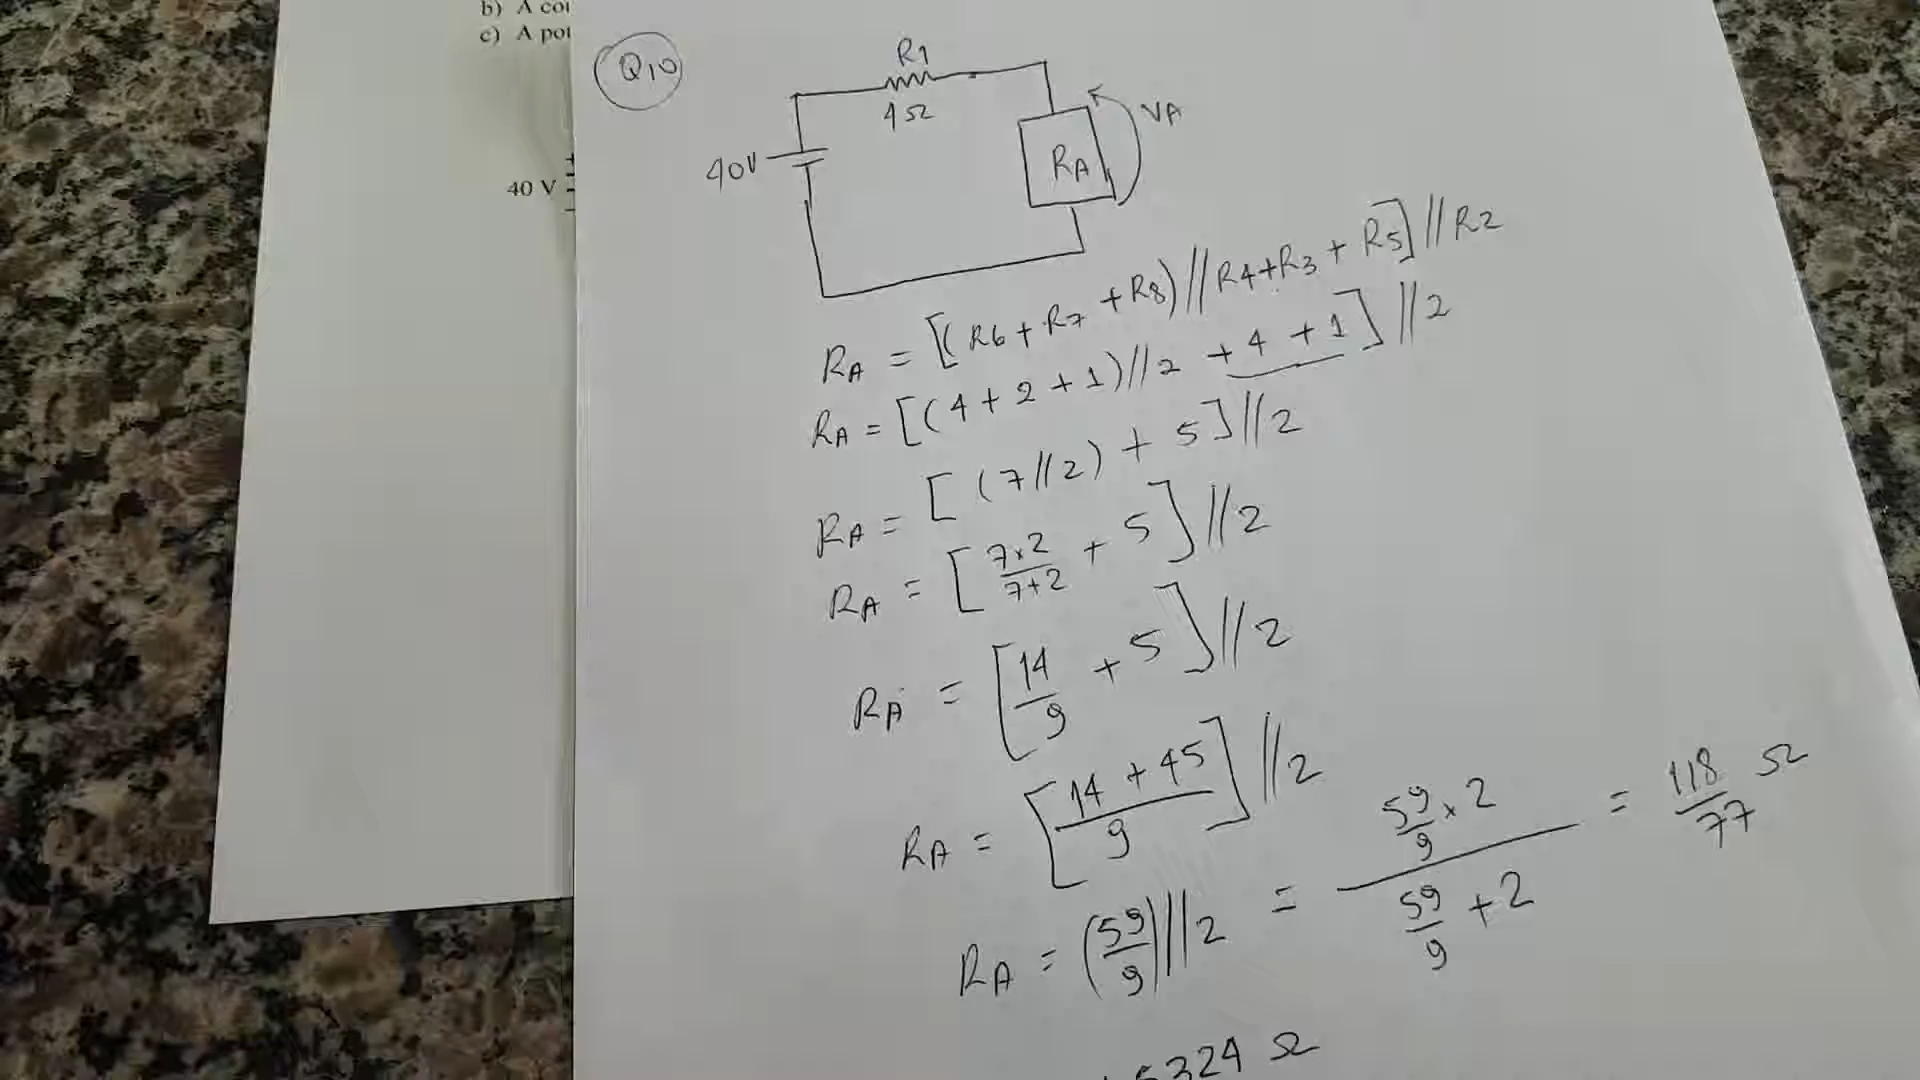 b) A co
c) A po
40 V
Q10
R1
4Ω
40V
RA
VA
RA = [(R6 + R7 + R8) // R4 + R3 + R5] // R2
RA = [(4 + 2 + 1) // 2 + 4 + 1] // 2
RA = [(7 // 2) + 5] // 2
RA = [7×2/7+2 + 5] // 2
RA = [14/9 + 5] // 2
RA = [14 + 45/9] // 2
RA = (59/9) // 2 = 59/9 × 2 / 59/9 + 2 = 118/77 Ω
5324 Ω